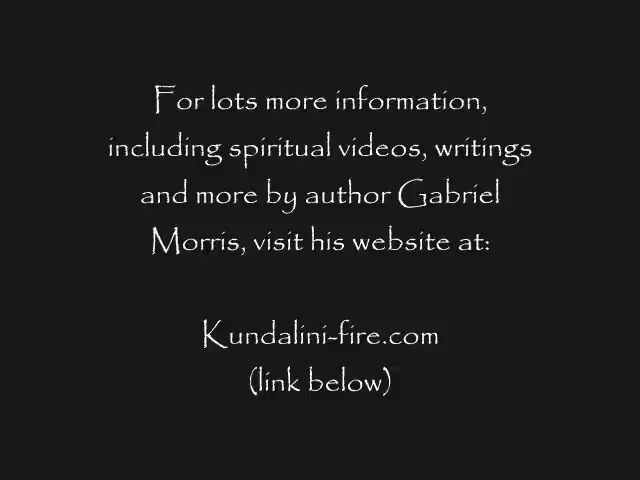 For lots more information,
including spiritual videos, writings
and more by author Gabriel
Morris, visit his website at:
Kundalini-fire.com
(link below)